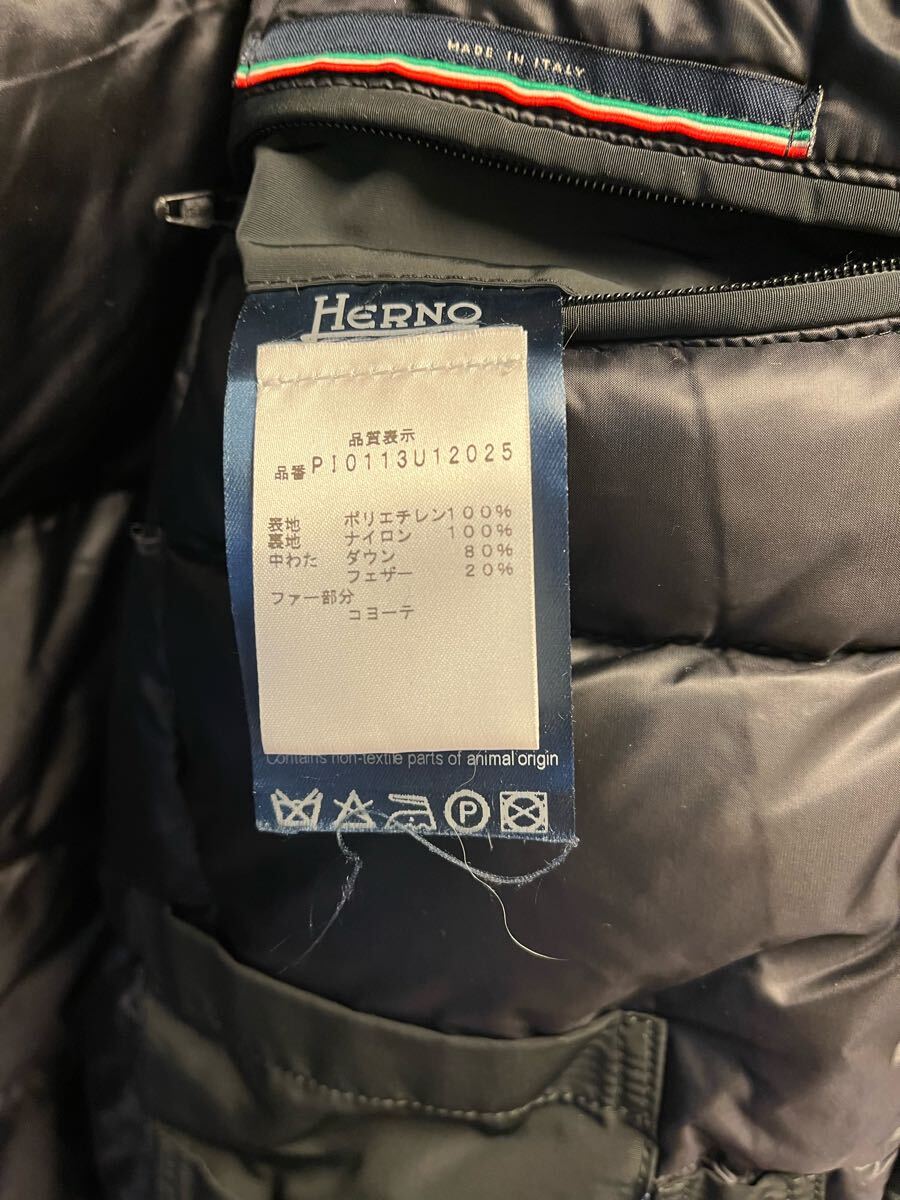 MADE IN ITALY
HERNO
品質表示
品番 PI0113U12025
表地 ポリエチレン100%
裏地 ナイロン 100%
中わた ダウン 80%
フェザー 20%
ファー部分
コヨーテ
Contains non-textile parts of animal origin
P